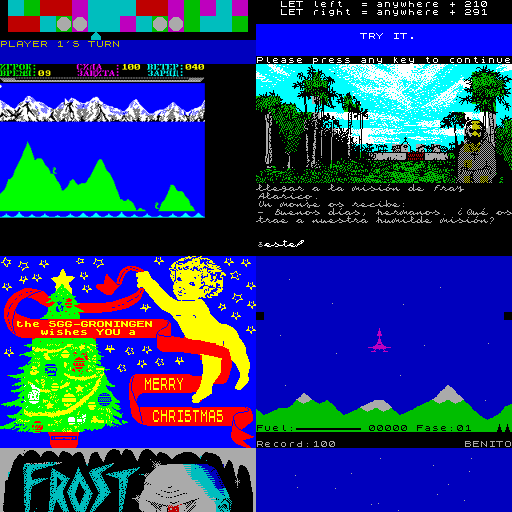 PLAYER 1'S TURN
ИГРОК: СИЛА :100 ВЕТЕР:040
ВРЕМЯ:09 ЗАЩИТА: ЗАРЯД:
LET left = anywhere + 210
LET right = anywhere + 291
TRY IT.
Please press any key to continue
llegar a la misión de Fray
Alarico.
Un monje os recibe:
- Buenos días, hermanos. ¿Qué os
trae a nuestra humilde misión?
the SGG-GRONINGEN
wishes YOU a
MERRY
CHRISTMAS
Fuel: 00000 Fase:01
Record:100 BENITO
FROST